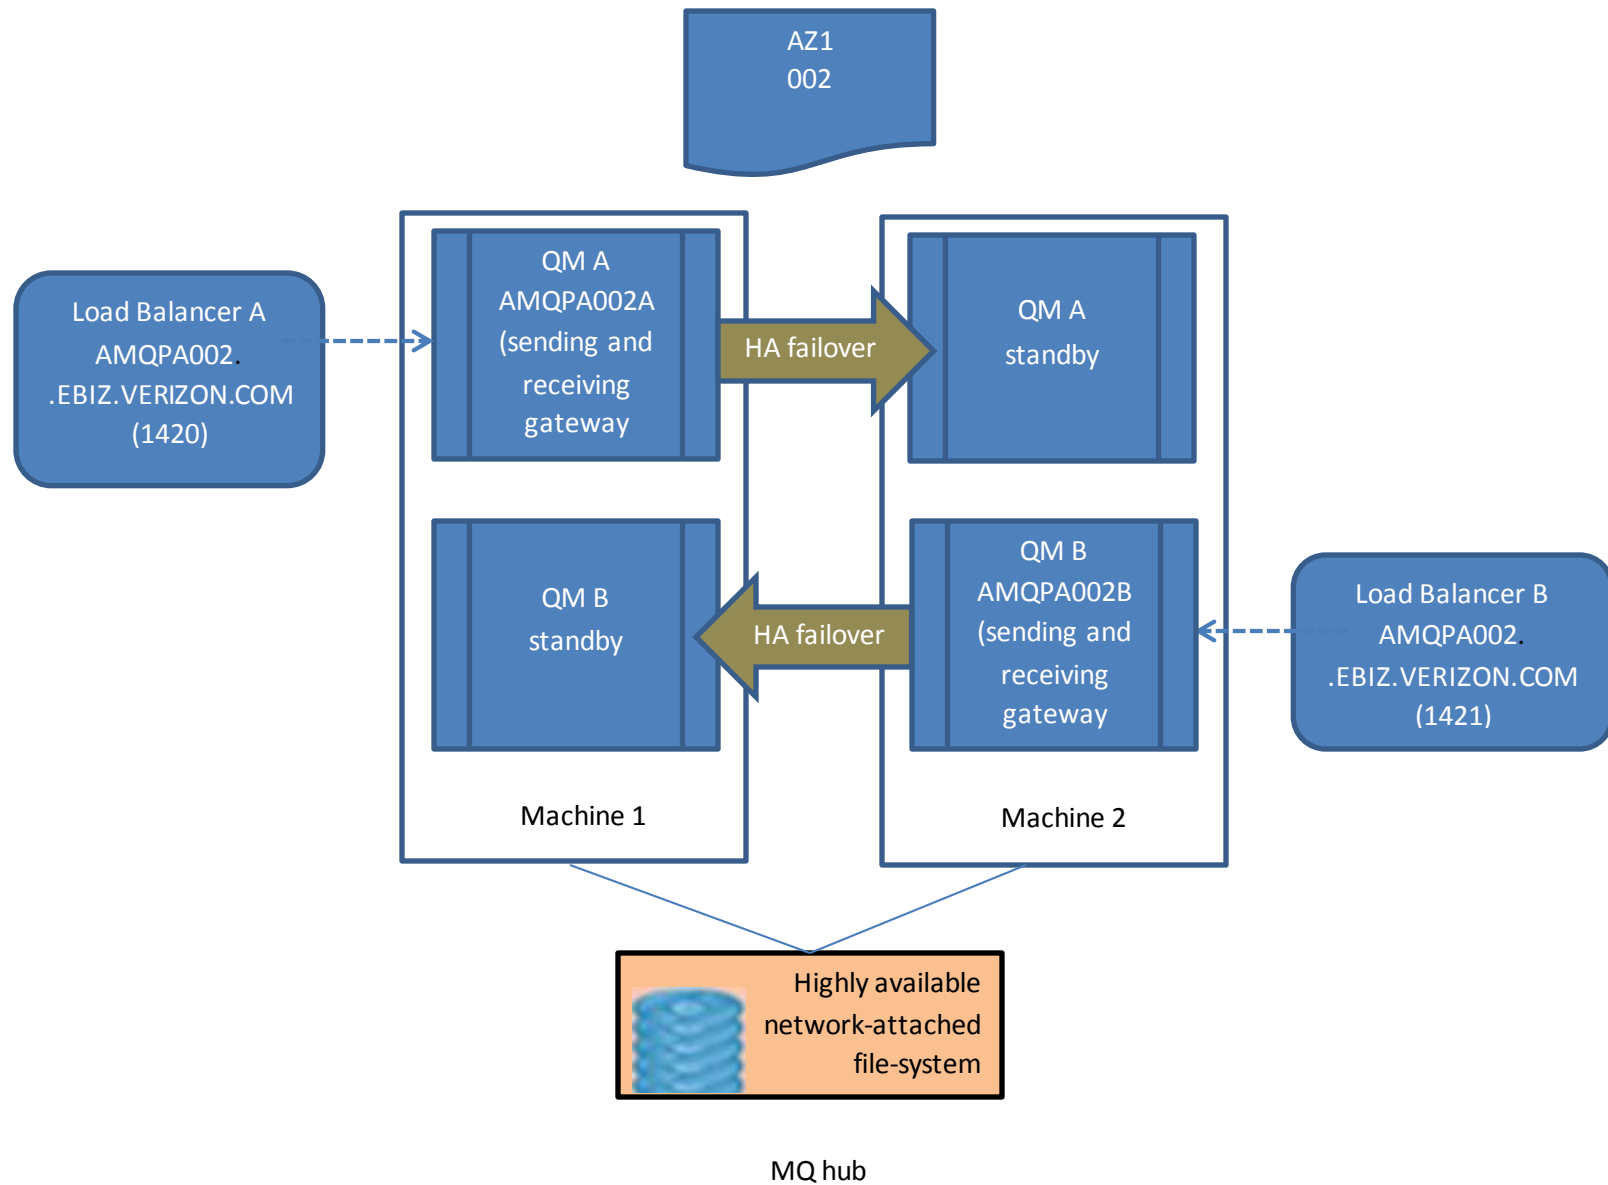 AZ1
002
Load Balancer A
AMQPA002.
.EBIZ.VERIZON.COM
(1420)
QM A
AMQPA002A
(sending and
receiving
gateway
HA failover
QM A
standby
QM B
standby
HA failover
QM B
AMQPA002B
(sending and
receiving
gateway
Load Balancer B
AMQPA002.
.EBIZ.VERIZON.COM
(1421)
Machine 1
Machine 2
Highly available
network-attached
file-system
MQ hub